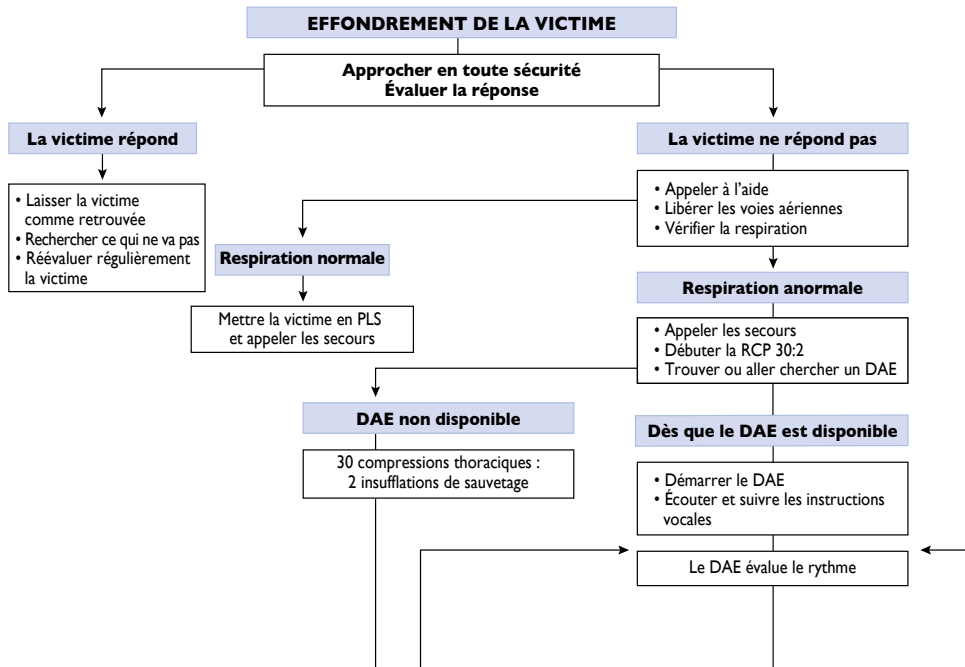 EFFONDREMENT DE LA VICTIME
Approcher en toute sécurité
Évaluer la réponse
La victime répond
• Laisser la victime
comme retrouvée
• Rechercher ce qui ne va pas
• Réévaluer régulièrement
la victime
La victime ne répond pas
• Appeler à l'aide
• Libérer les voies aériennes
• Vérifier la respiration
Respiration normale
Mettre la victime en PLS
et appeler les secours
Respiration anormale
• Appeler les secours
• Débuter la RCP 30:2
• Trouver ou aller chercher un DAE
DAE non disponible
30 compressions thoraciques :
2 insufflations de sauvetage
Dès que le DAE est disponible
• Démarrer le DAE
• Écouter et suivre les instructions
vocales
Le DAE évalue le rythme